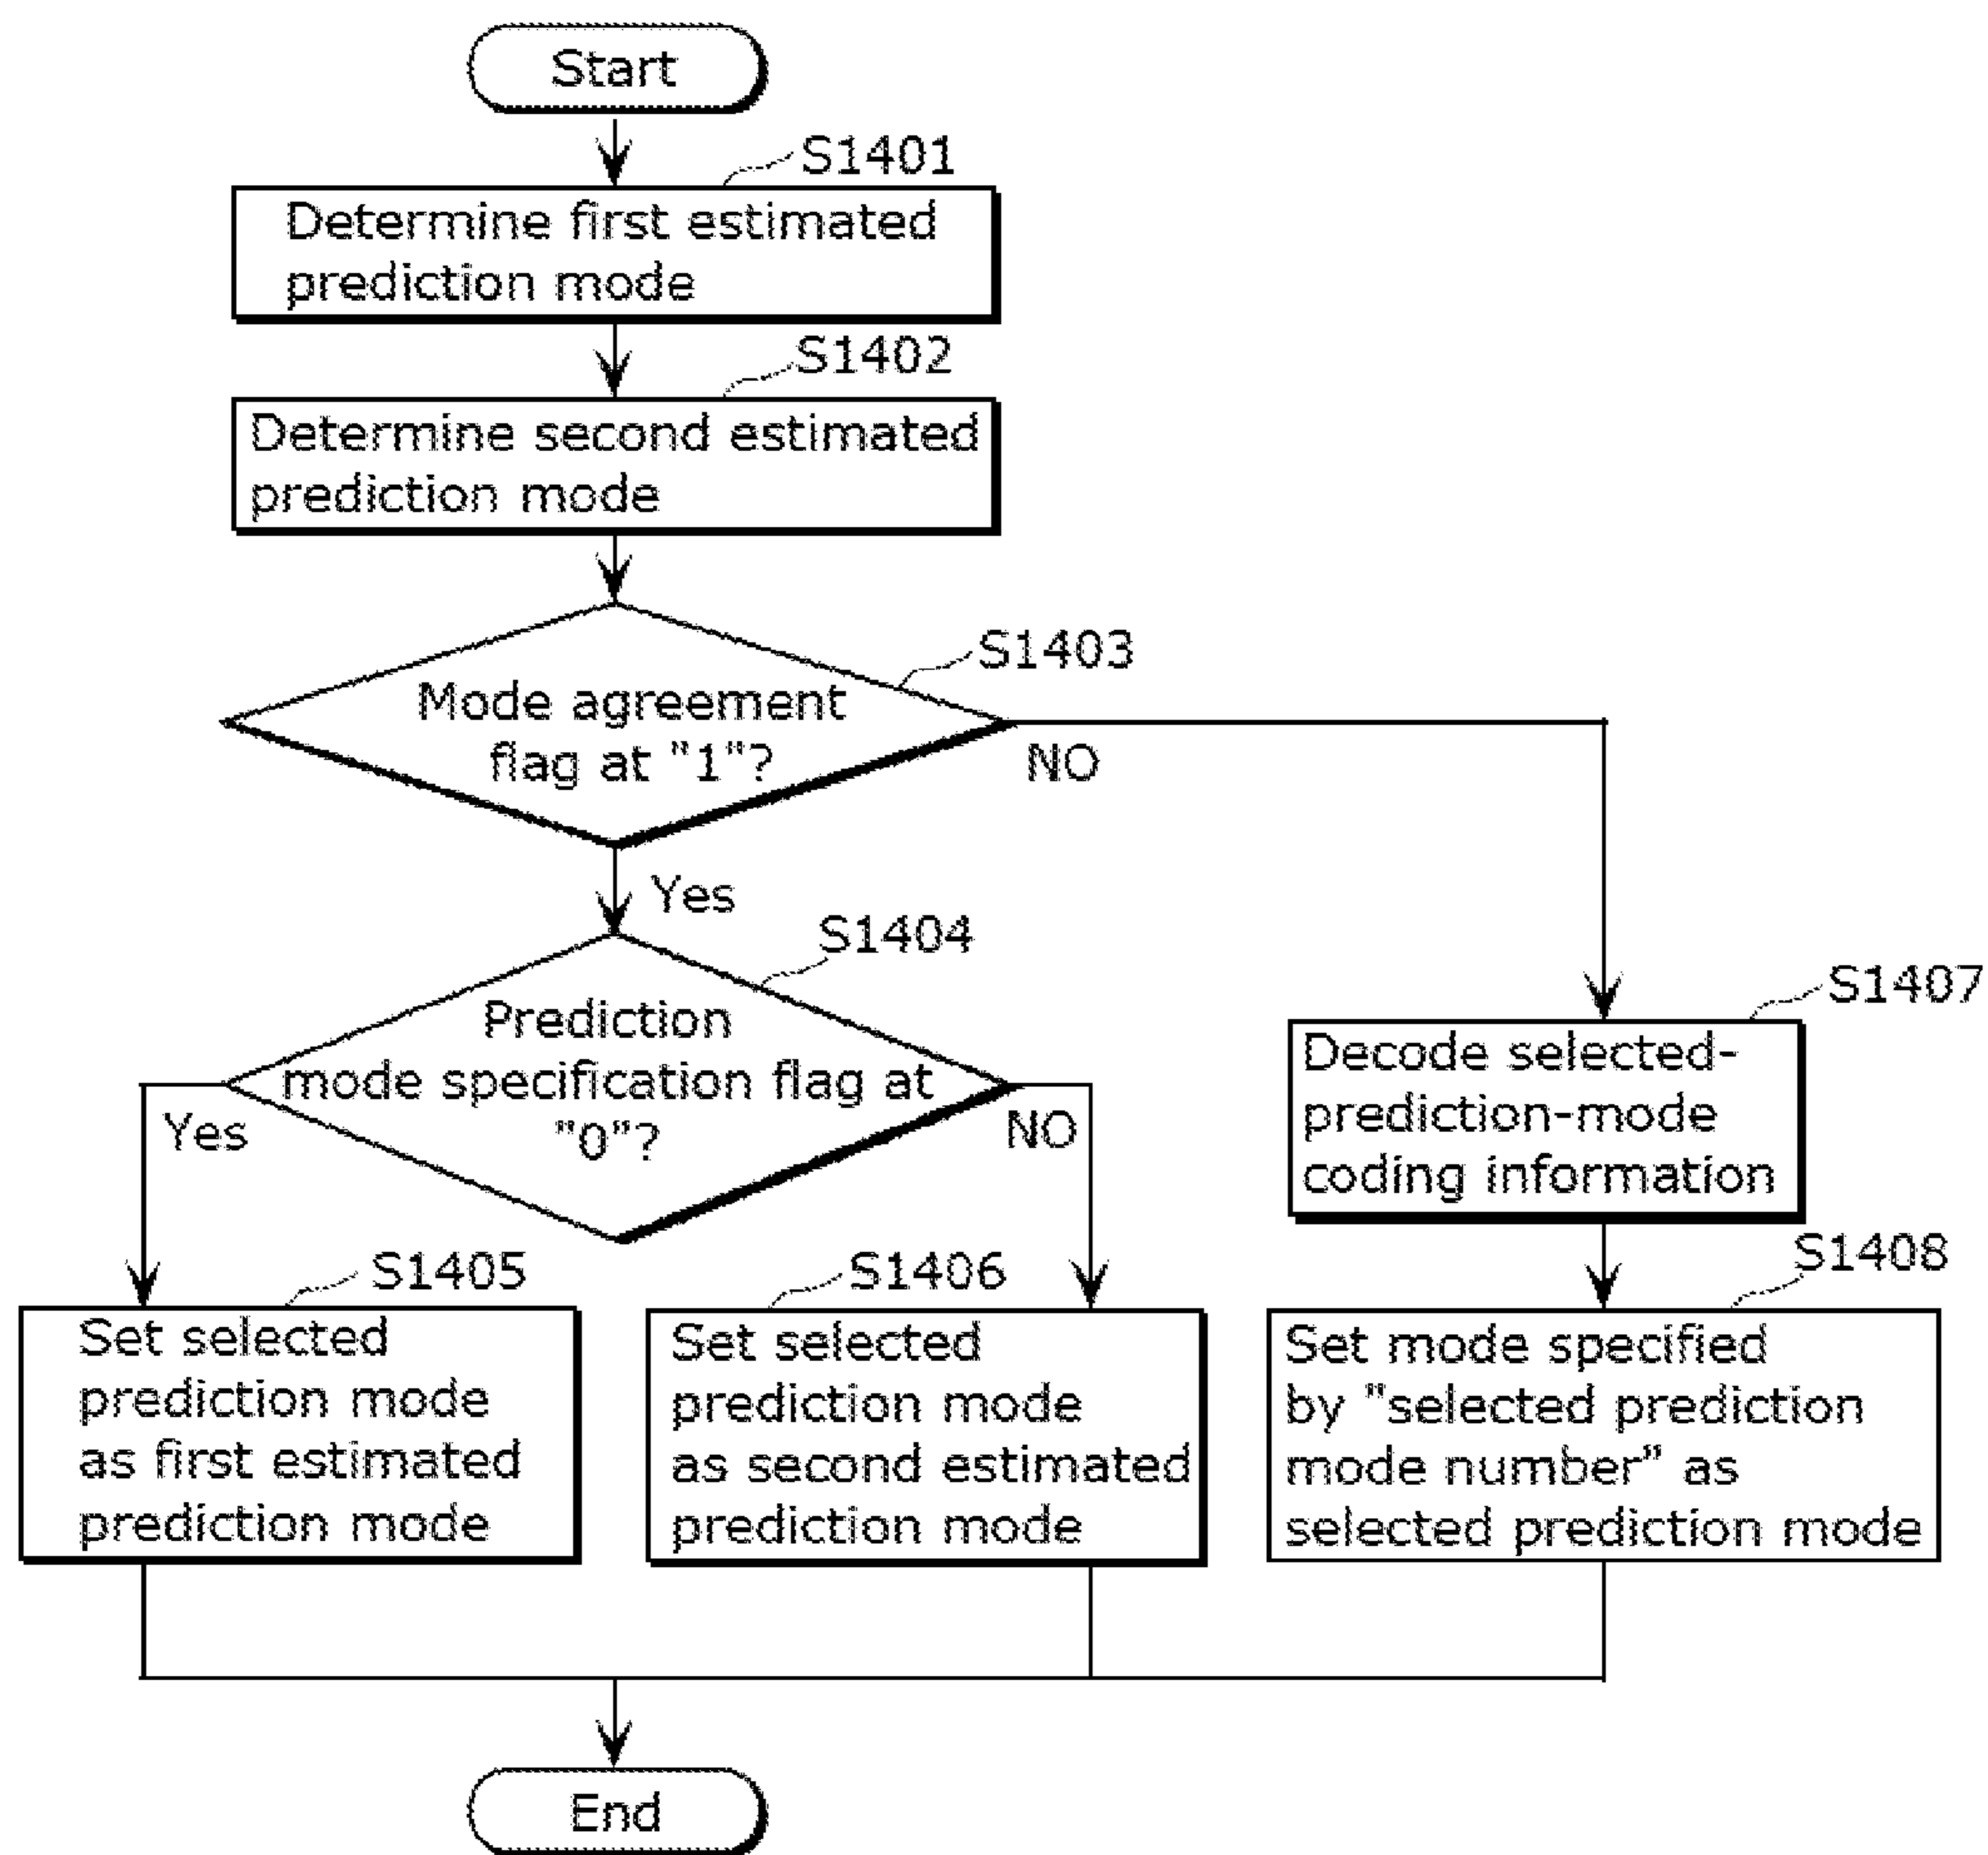 Start
S1401
Determine first estimated
prediction mode
S1402
Determine second estimated
prediction mode
S1403
Mode agreement
flag at "1"?
NO
Yes
S1404
Prediction
mode specification flag at
"0"?
Yes
NO
S1407
Decode selected-
prediction-mode
coding information
S1405
Set selected
prediction mode
as first estimated
prediction mode
S1406
Set selected
prediction mode
as second estimated
prediction mode
S1408
Set mode specified
by "selected prediction
mode number" as
selected prediction mode
End